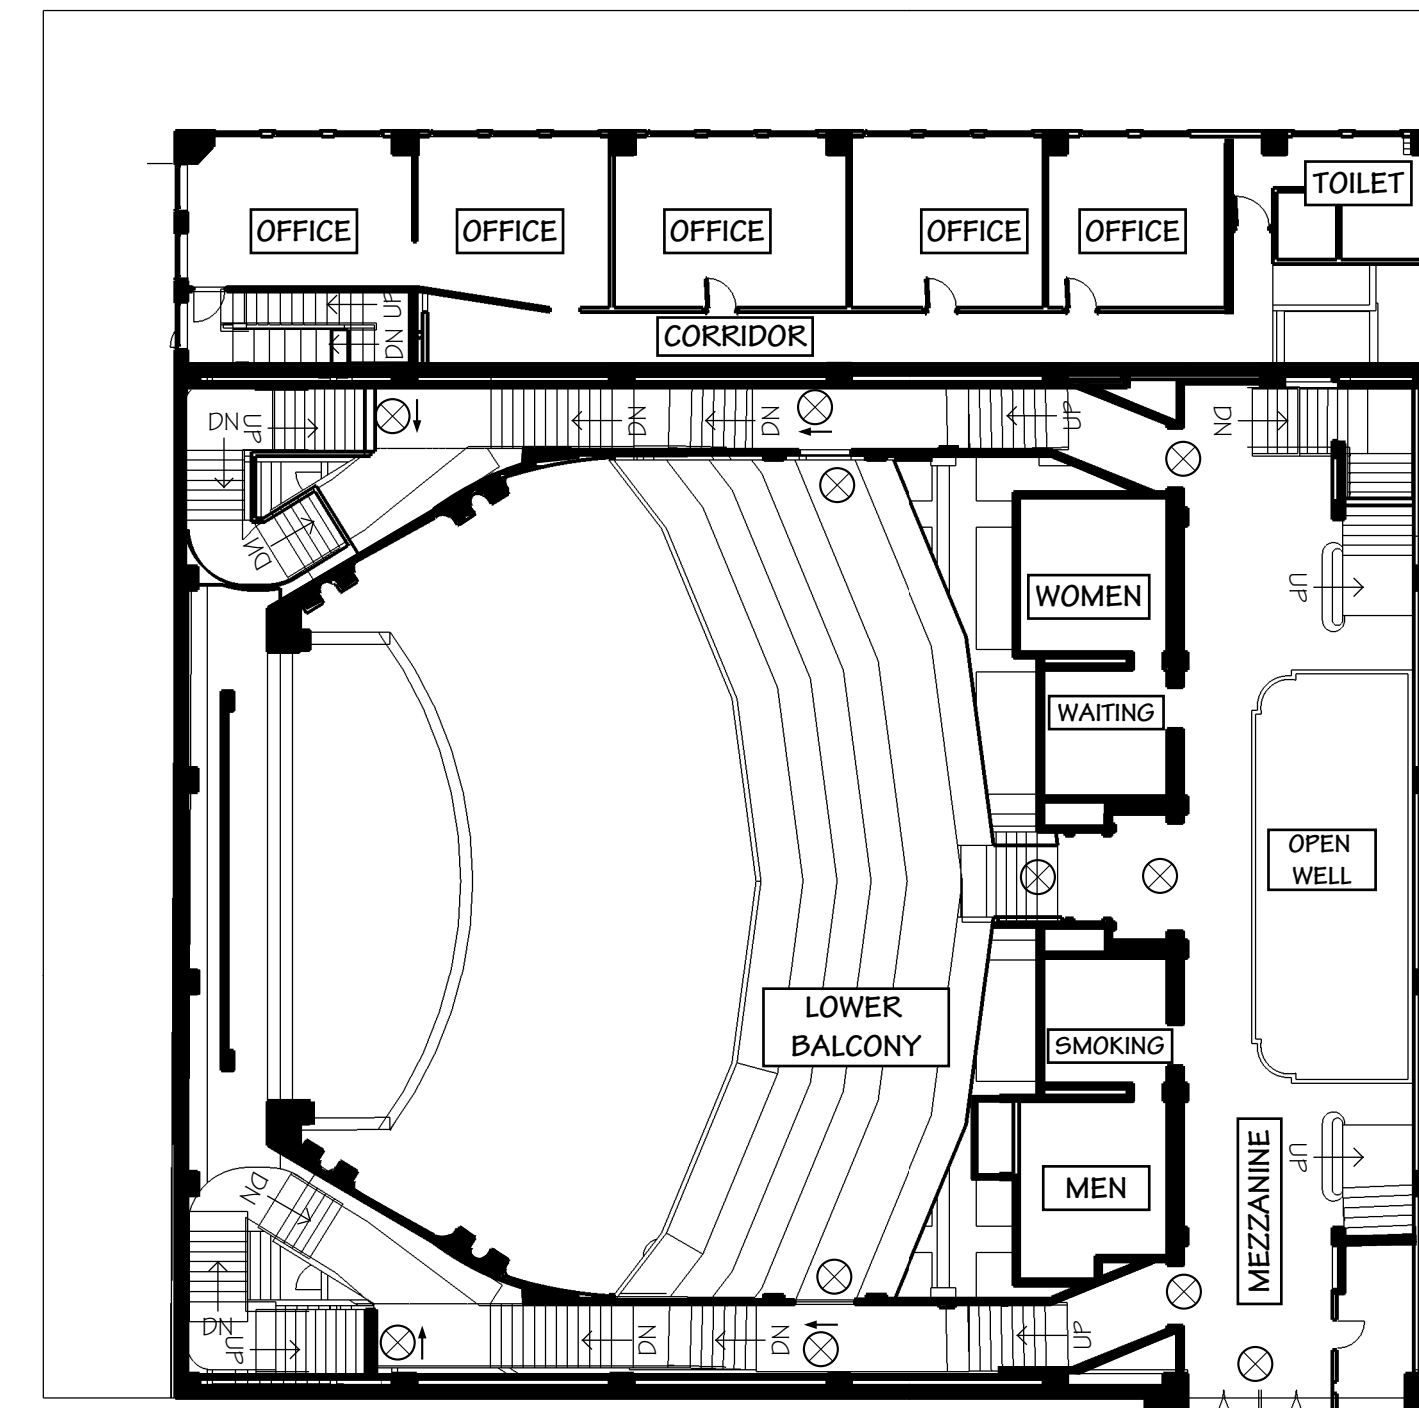 TOILET
OFFICE
OFFICE
OFFICE
OFFICE
OFFICE
UP
DN
CORRIDOR
DN
UP
DN
DN
UP
DN
DN
WOMEN
UP
WAITING
OPEN
WELL
LOWER
BALCONY
SMOKING
MEN
UP
MEZZANINE
DN
DN
UP
DN
DN
UP